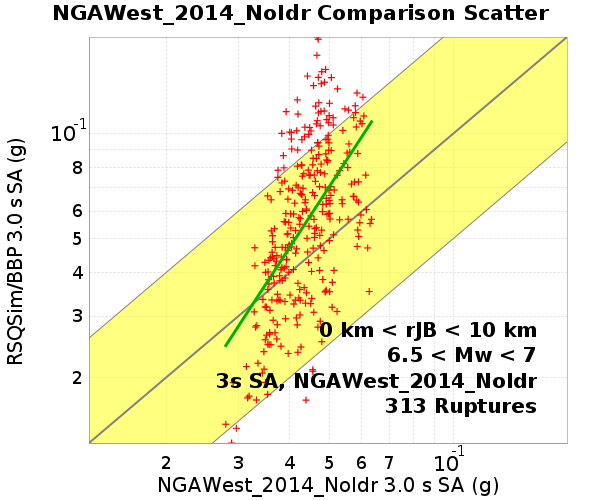 NGAWest_2014_NoIdr Comparison Scatter
RSQSim/BBP 3.0 s SA (g)
10-1
8
6
5
4
3
2
0 km < rJB < 10 km
6.5 < Mw < 7
3s SA, NGAWest_2014_NoIdr
313 Ruptures
2 3 4 5 6 7 10-1
NGAWest_2014_NoIdr 3.0 s SA (g)